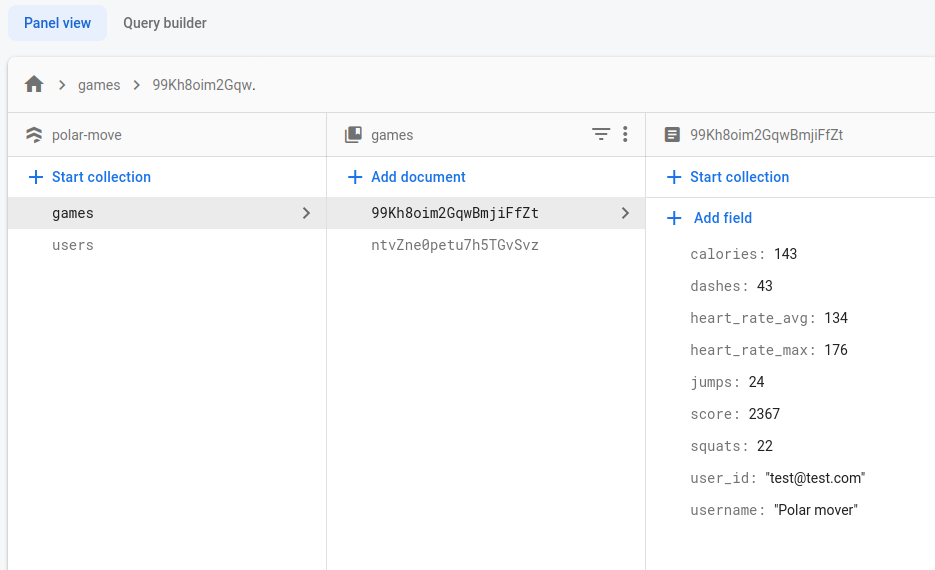 Panel view
Query builder
games
99Kh8oim2Gqw.
polar-move
games
99Kh8oim2GqwBmjiFfZt
Start collection
Add document
Start collection
games
99Kh8oim2GqwBmjiFfZt
Add field
users
ntvZne0petu7h5TGvSvz
calories: 143
dashes: 43
heart_rate_avg: 134
heart_rate_max: 176
jumps: 24
score: 2367
squats: 22
user_id: "test@test.com"
username: "Polar mover"